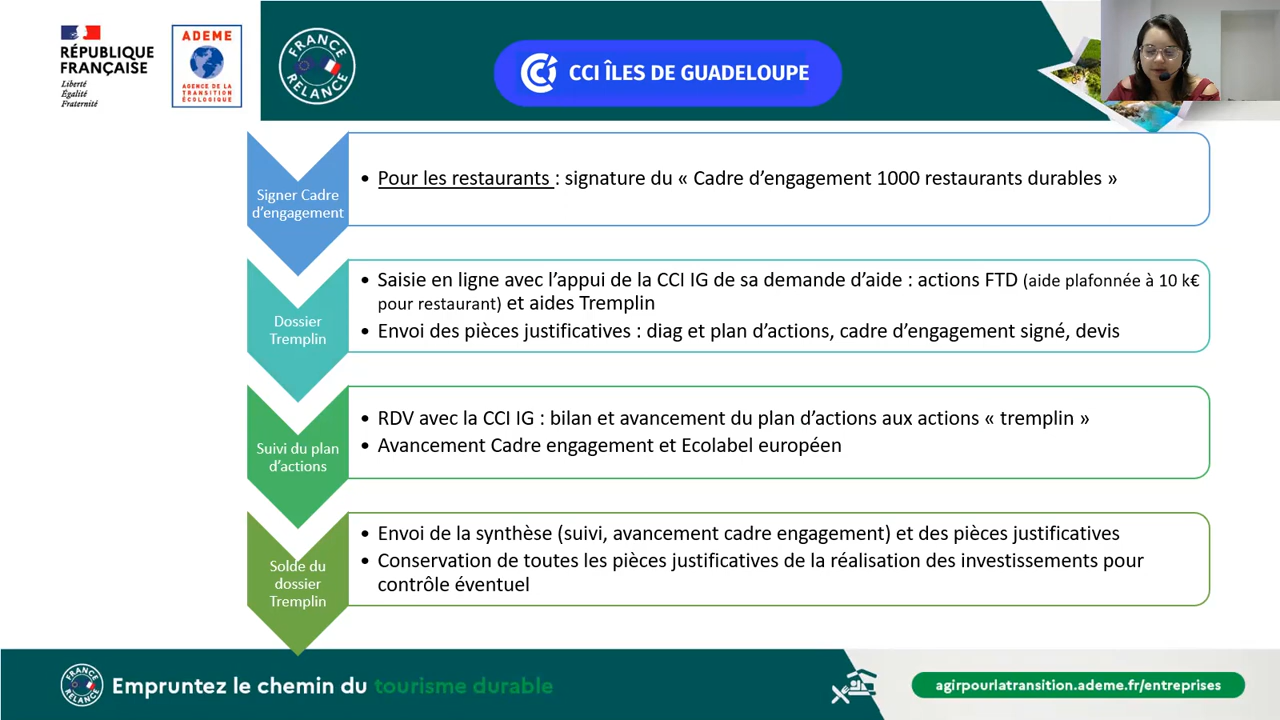 RÉPUBLIQUE
FRANÇAISE
Liberté
Égalité
Fraternité
ADEME
AGENCE DE LA
TRANSITION
ÉCOLOGIQUE
FRANCE
RELANCE
CCI ÎLES DE GUADELOUPE
Signer Cadre
d'engagement
• Pour les restaurants : signature du « Cadre d'engagement 1000 restaurants durables »
Dossier
Tremplin
• Saisie en ligne avec l'appui de la CCI IG de sa demande d'aide : actions FTD (aide plafonnée à 10 k€
pour restaurant) et aides Tremplin
• Envoi des pièces justificatives : diag et plan d'actions, cadre d'engagement signé, devis
Suivi du plan
d'actions
• RDV avec la CCI IG : bilan et avancement du plan d'actions aux actions « tremplin »
• Avancement Cadre engagement et Ecolabel européen
Solde du
dossier
Tremplin
• Envoi de la synthèse (suivi, avancement cadre engagement) et des pièces justificatives
• Conservation de toutes les pièces justificatives de la réalisation des investissements pour
contrôle éventuel
FRANCE
RELANCE
Empruntez le chemin du tourisme durable
agirpourlatransition.ademe.fr/entreprises